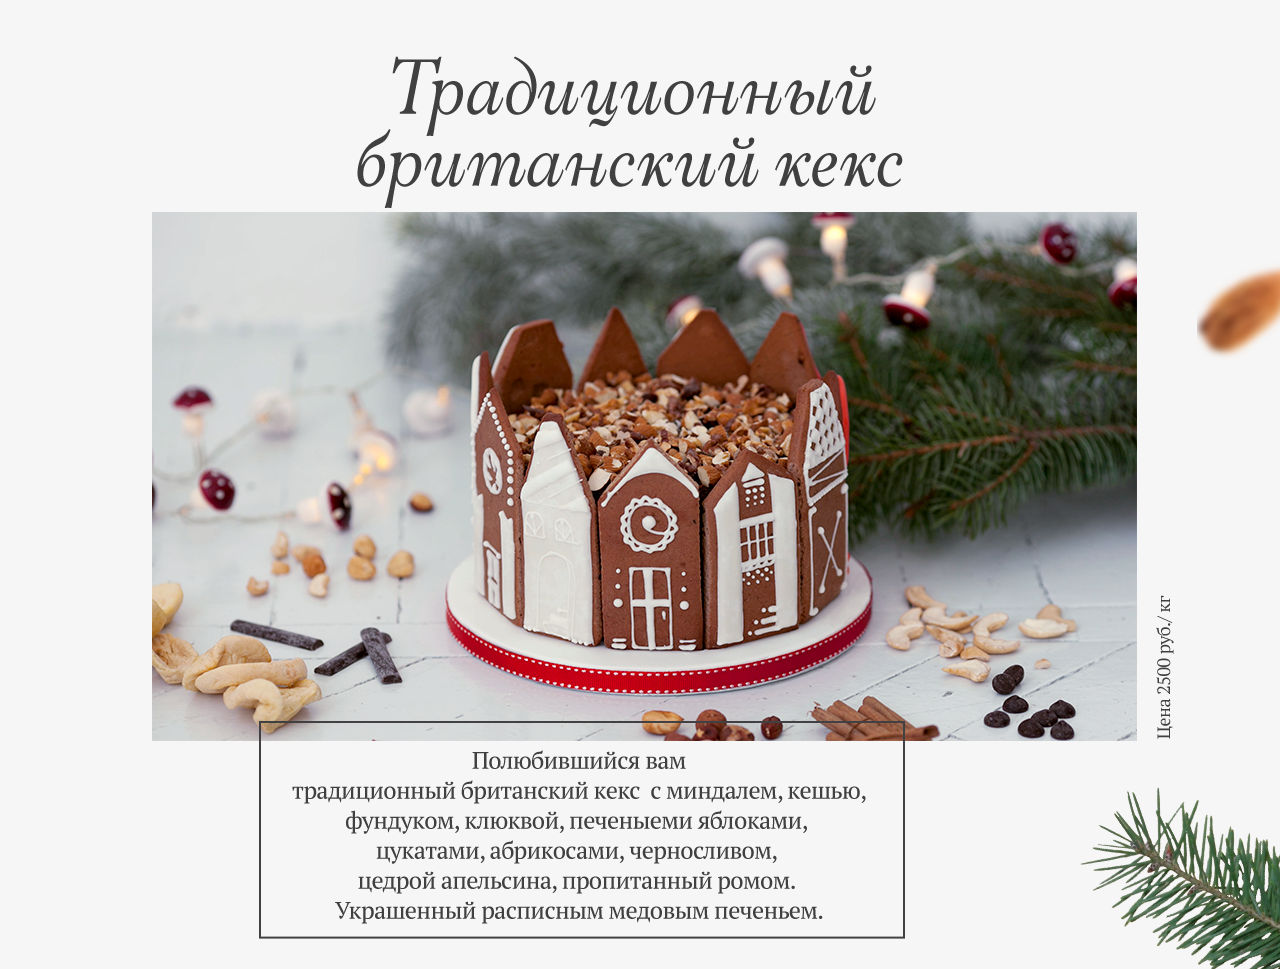 Традиционный
британский кекс
Цена 2500 руб./ кг
Полюбившийся вам
традиционный британский кекс с миндалем, кешью,
фундуком, клюквой, печеныеми яблоками,
цукатами, абрикосами, черносливом,
цедрой апельсина, пропитанный ромом.
Украшенный расписным медовым печеньем.